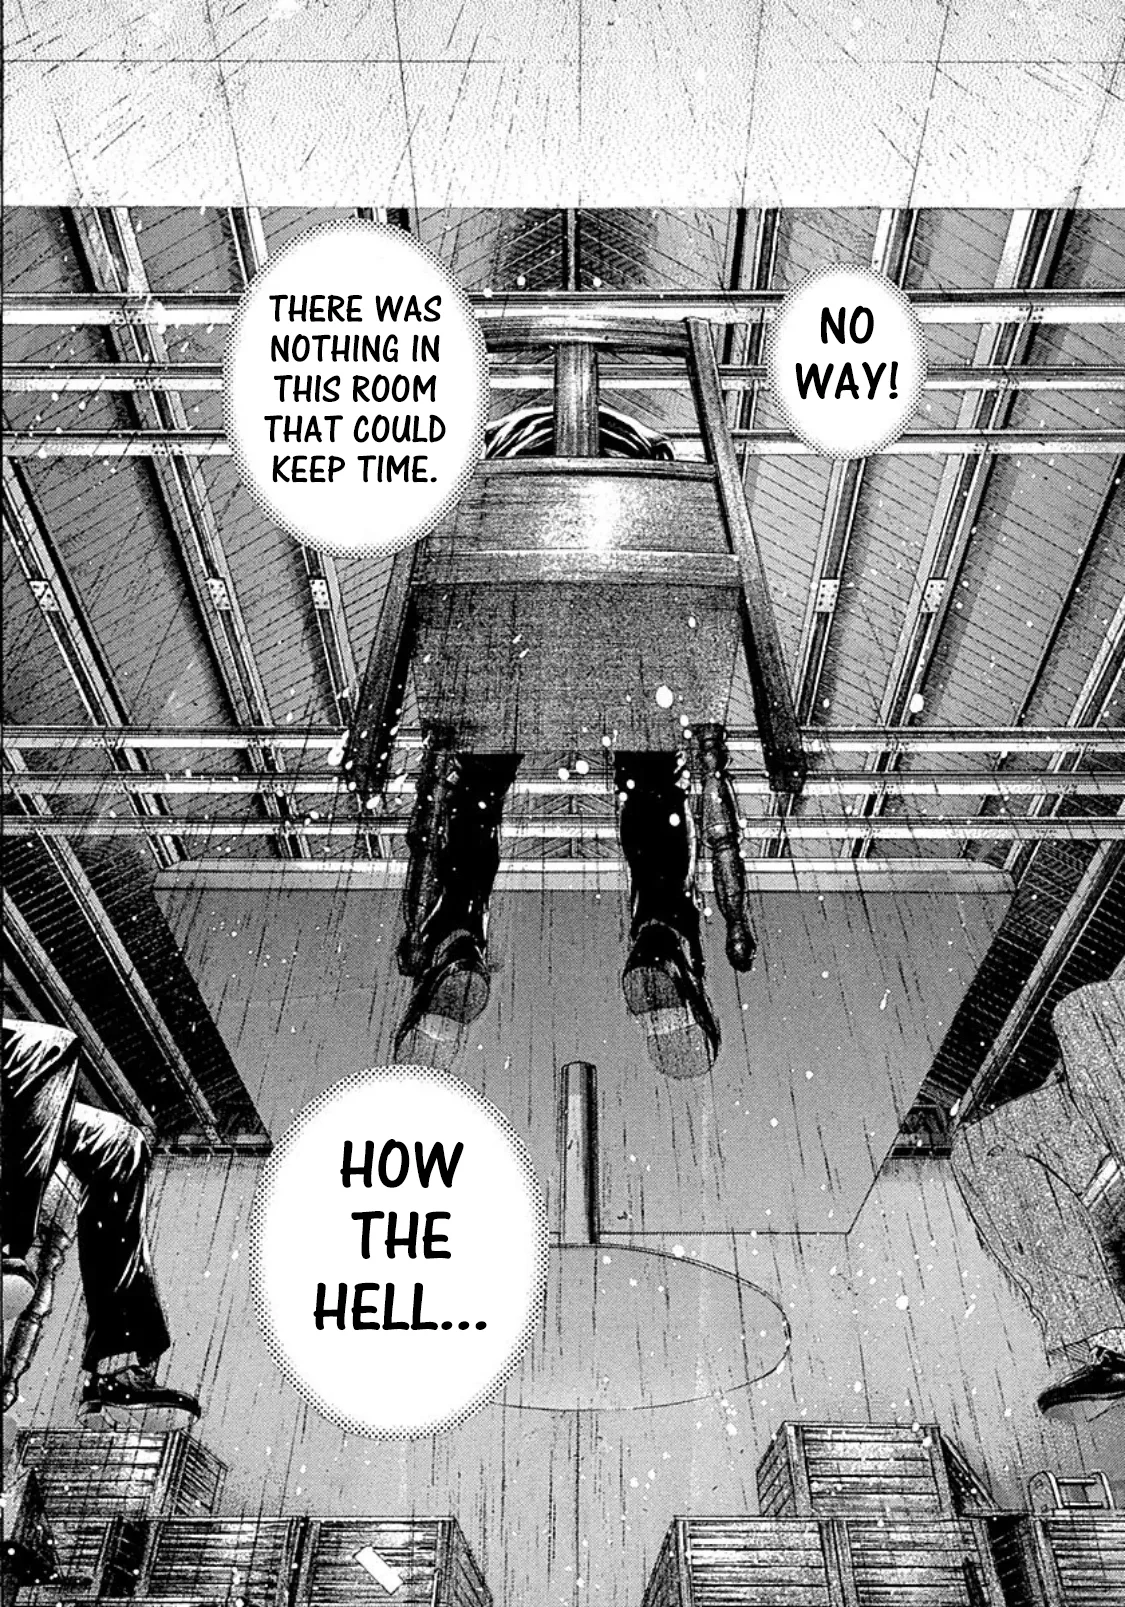 NO
WAY!
THERE WAS
NOTHING IN
THIS ROOM
THAT COULD
KEEP TIME.
HOW
THE
HELL...